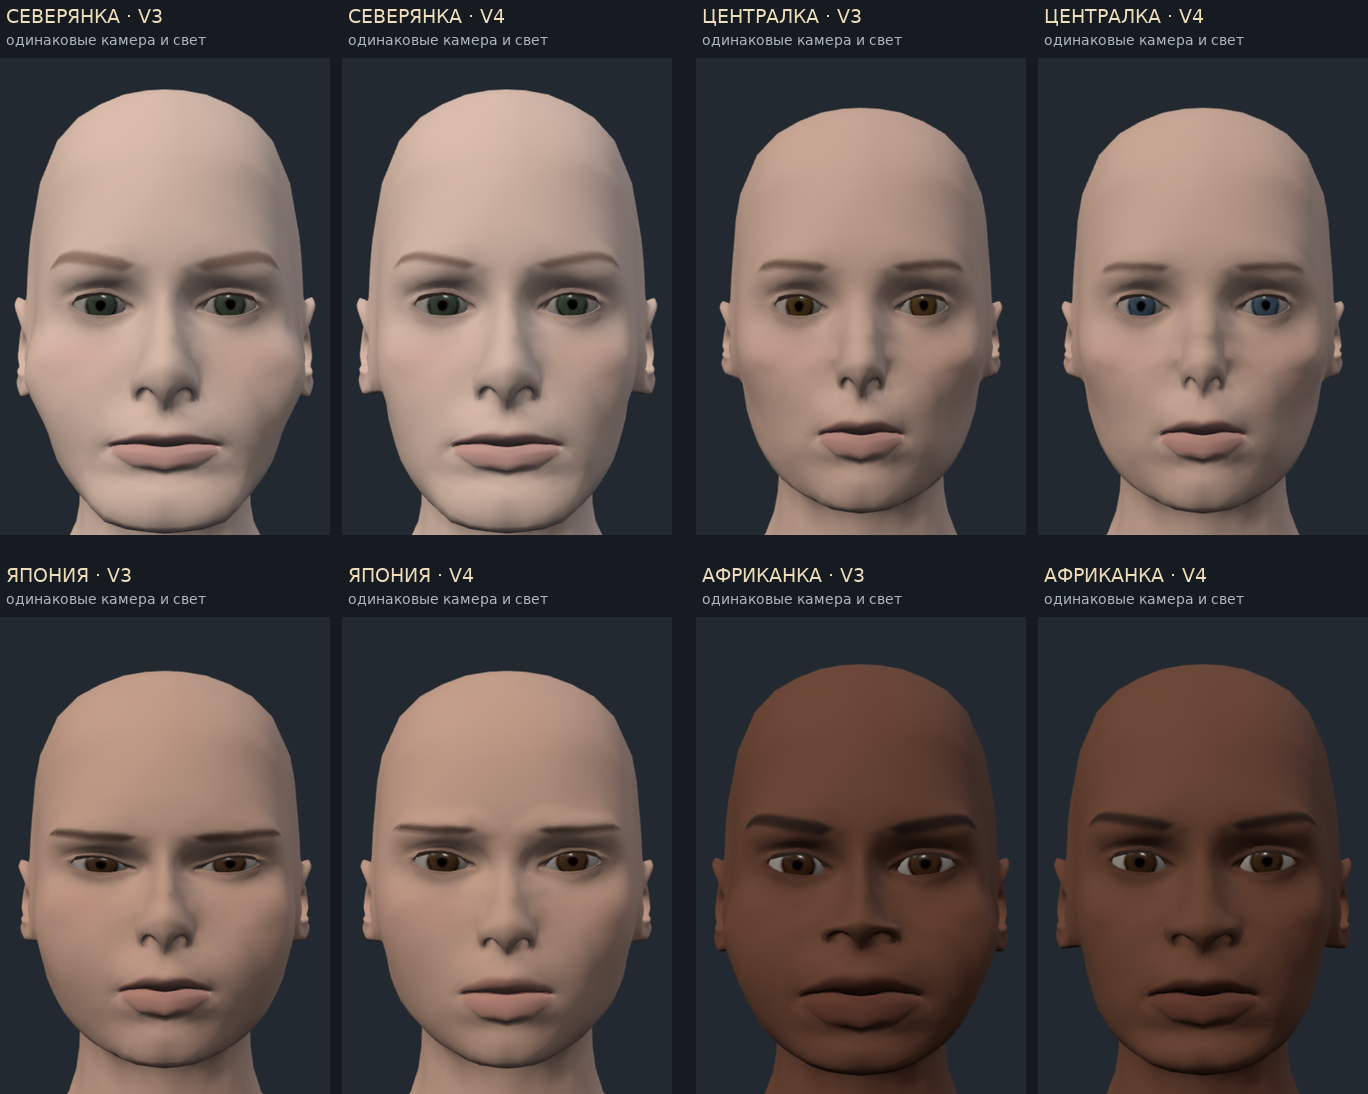 СЕВЕРЯНКА · V3
одинаковые камера и свет
СЕВЕРЯНКА · V4
одинаковые камера и свет
ЦЕНТРАЛКА · V3
одинаковые камера и свет
ЦЕНТРАЛКА · V4
одинаковые камера и свет
ЯПОНИЯ · V3
одинаковые камера и свет
ЯПОНИЯ · V4
одинаковые камера и свет
АФРИКАНКА · V3
одинаковые камера и свет
АФРИКАНКА · V4
одинаковые камера и свет